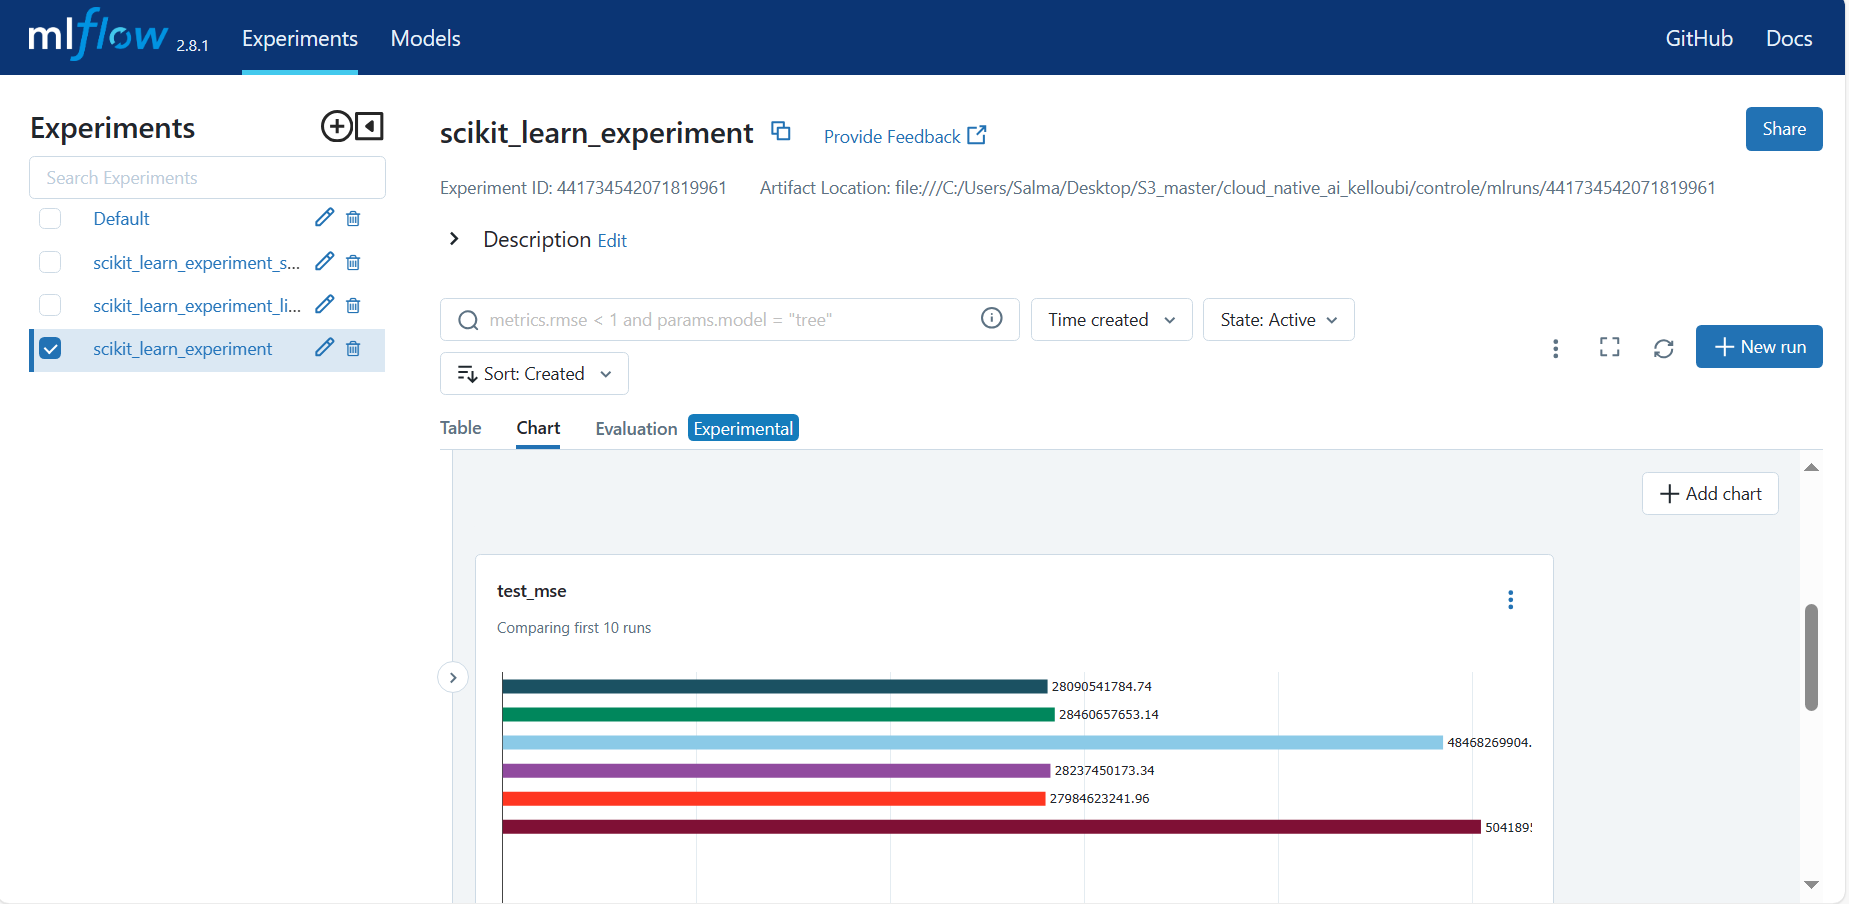 mlflow 2.8.1 Experiments Models GitHub Docs
Experiments
Search Experiments
Default
scikit_learn_experiment_s...
scikit_learn_experiment_li...
scikit_learn_experiment
scikit_learn_experiment Provide Feedback Share
Experiment ID: 441734542071819961 Artifact Location: file:///C:/Users/Salma/Desktop/S3_master/cloud_native_ai_kelloubi/controle/mlruns/441734542071819961
Description Edit
metrics.rmse < 1 and params.model = "tree" Time created State: Active
Sort: Created
New run
Table Chart Evaluation Experimental
Add chart
test_mse
Comparing first 10 runs
28090541784.74
28460657653.14
48468269904.
28237450173.34
27984623241.96
504189